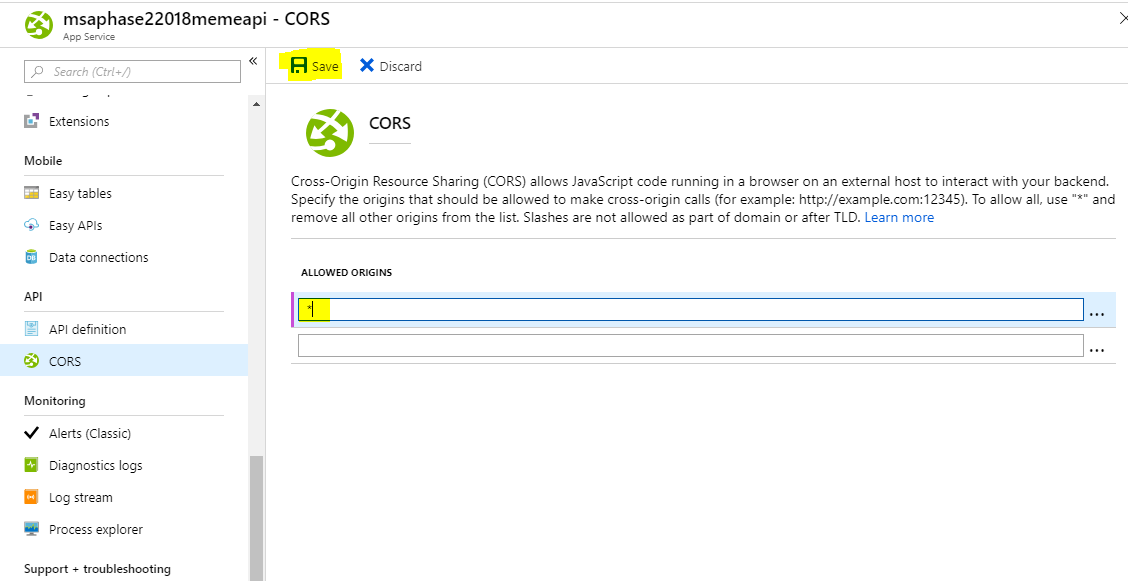 msaphase22018memeapi - CORS
App Service
Search (Ctrl+/)
«
Save
Discard
Extensions
Mobile
Easy tables
Easy APIs
Data connections
API
API definition
CORS
Monitoring
Alerts (Classic)
Diagnostics logs
Log stream
Process explorer
Support + troubleshooting
CORS
Cross-Origin Resource Sharing (CORS) allows JavaScript code running in a browser on an external host to interact with your backend.
Specify the origins that should be allowed to make cross-origin calls (for example: http://example.com:12345). To allow all, use "*" and
remove all other origins from the list. Slashes are not allowed as part of domain or after TLD. Learn more
ALLOWED ORIGINS
*
...
...